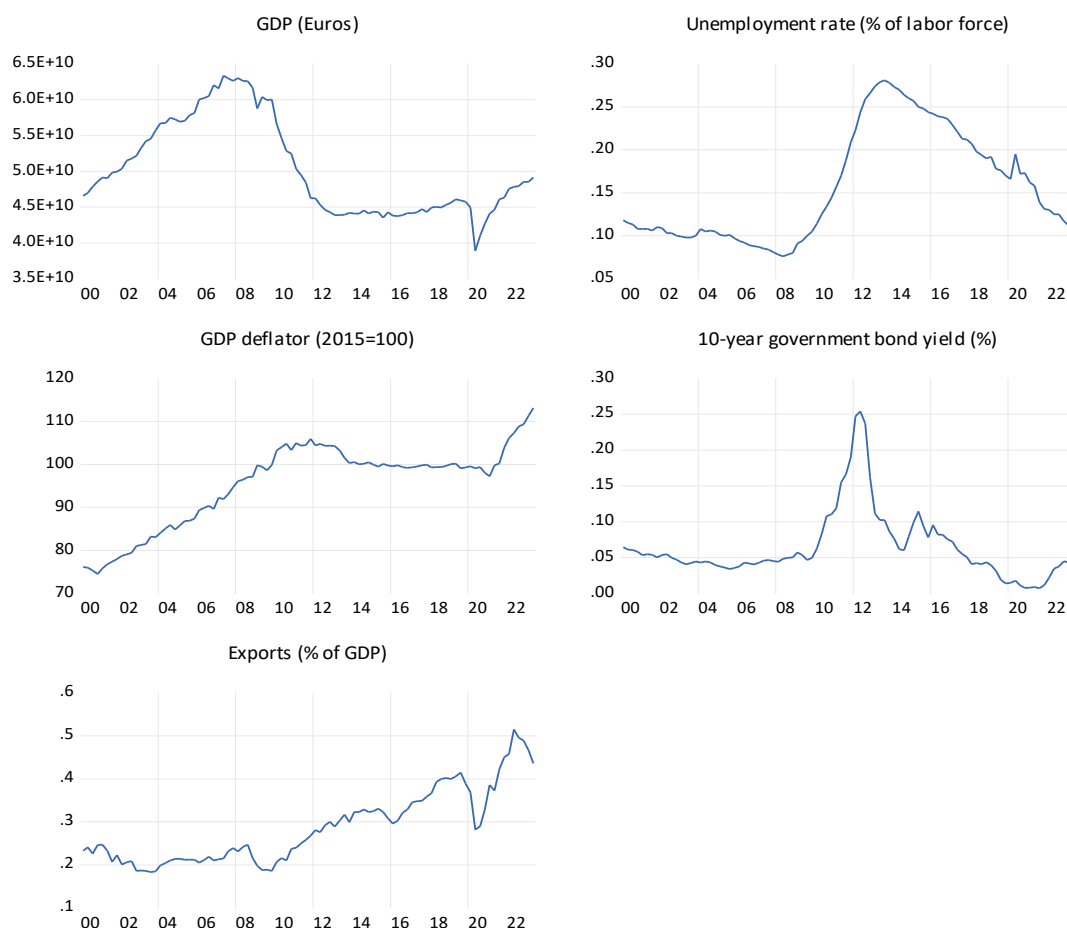 GDP (Euros)
6.5E+10
6.0E+10
5.5E+10
5.0E+10
4.5E+10
4.0E+10
3.5E+10
00 02 04 06 08 10 12 14 16 18 20 22
Unemployment rate (% of labor force)
.30
.25
.20
.15
.10
.05
00 02 04 06 08 10 12 14 16 18 20 22
GDP deflator (2015=100)
120
110
100
90
80
70
00 02 04 06 08 10 12 14 16 18 20 22
10-year government bond yield (%)
.30
.25
.20
.15
.10
.05
.00
00 02 04 06 08 10 12 14 16 18 20 22
Exports (% of GDP)
.6
.5
.4
.3
.2
.1
00 02 04 06 08 10 12 14 16 18 20 22